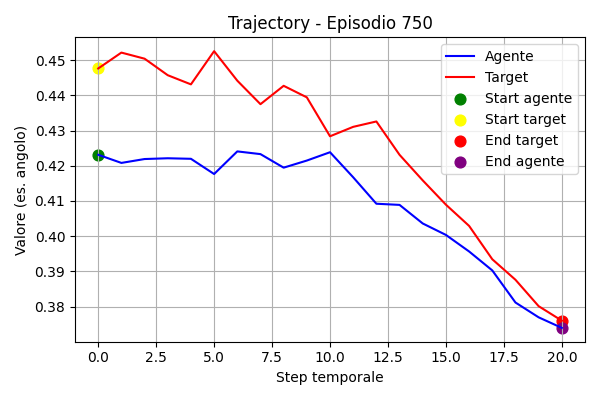 Trajectory - Episodio 750
Valore (es. angolo)
0.45
0.44
0.43
0.42
0.41
0.40
0.39
0.38
Agente
Target
Start agente
Start target
End target
End agente
0.0 2.5 5.0 7.5 10.0 12.5 15.0 17.5 20.0
Step temporale